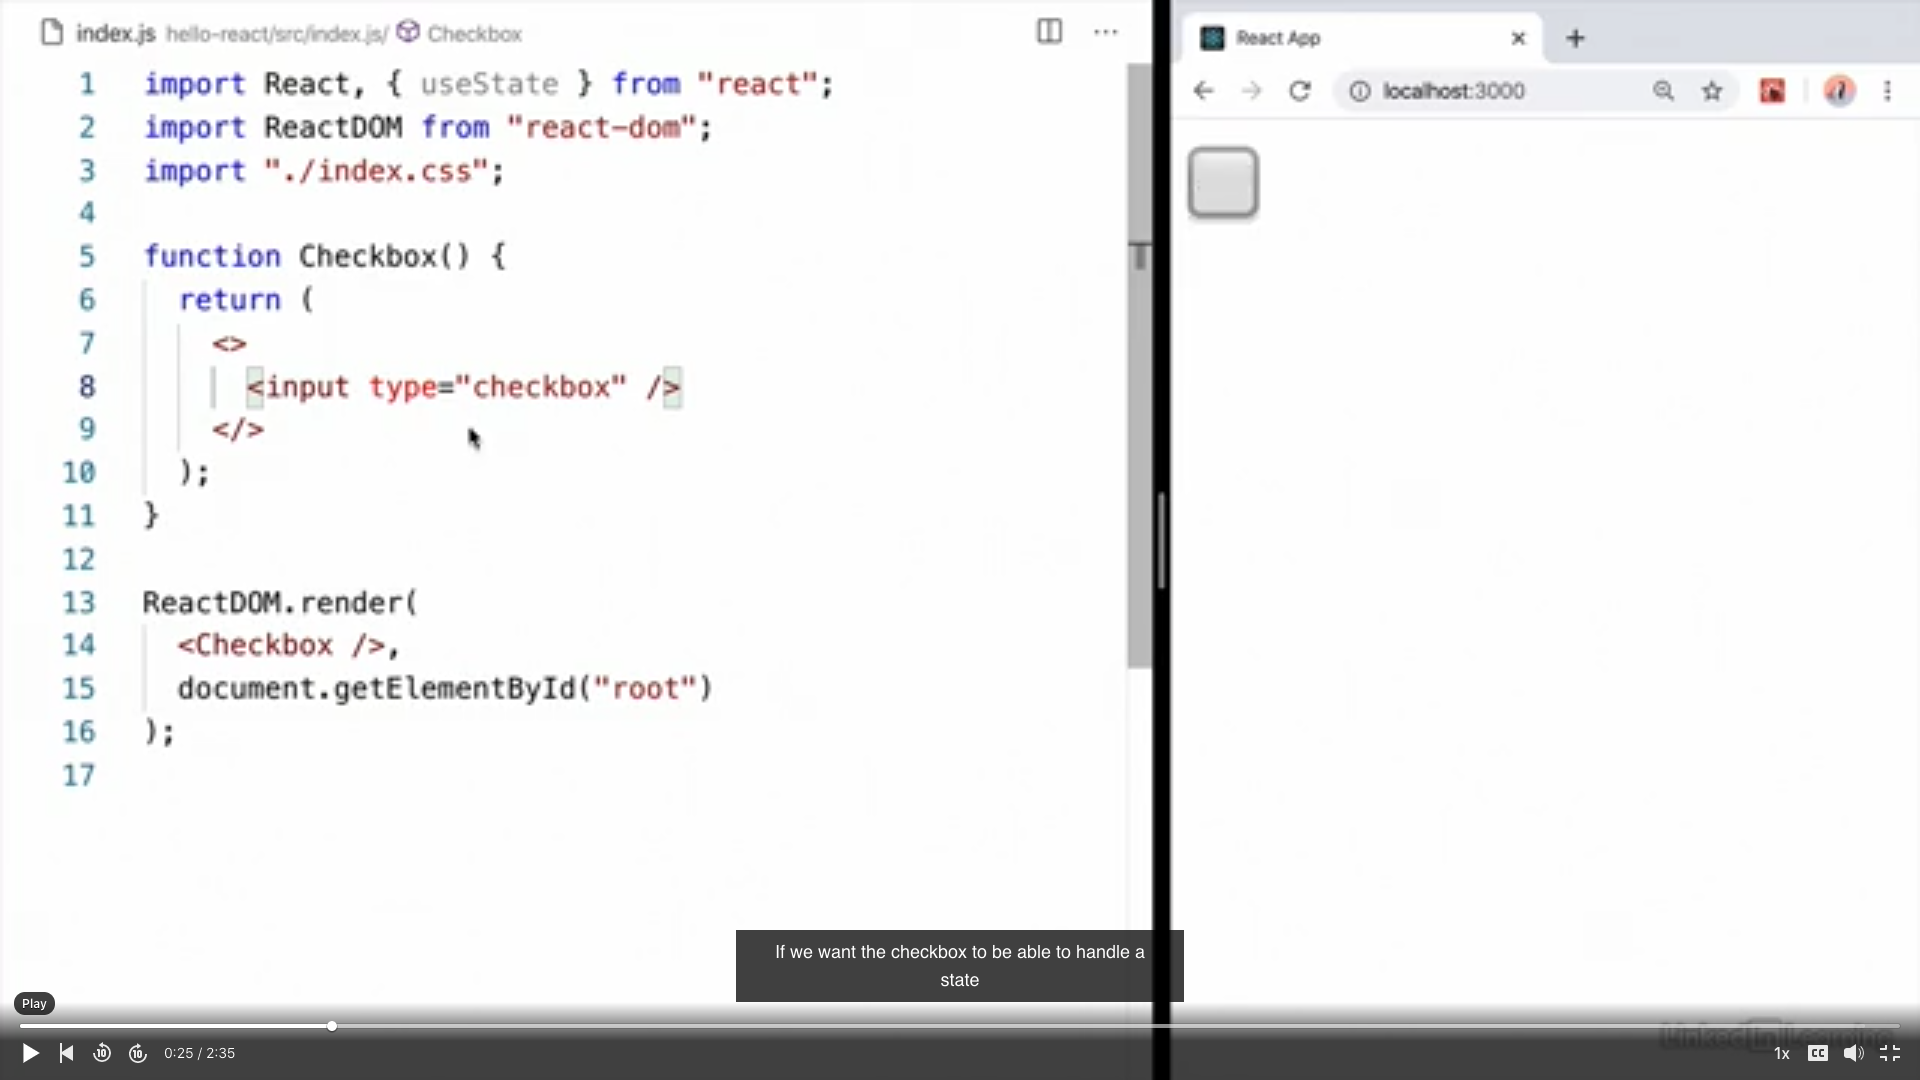 index.js hello-react/src/index.js/ Checkbox
1 import React, { useState } from "react";
2 import ReactDOM from "react-dom";
3 import "./index.css";
4
5 function Checkbox() {
6 return (
7 <>
8 <input type="checkbox" />
9 </>
10 );
11 }
12
13 ReactDOM.render(
14 <Checkbox />,
15 document.getElementById("root")
16 );
17
React App
localhost:3000
If we want the checkbox to be able to handle a
state
Play
LinkedIn Learning
10 10 0:25 / 2:35 1x CC